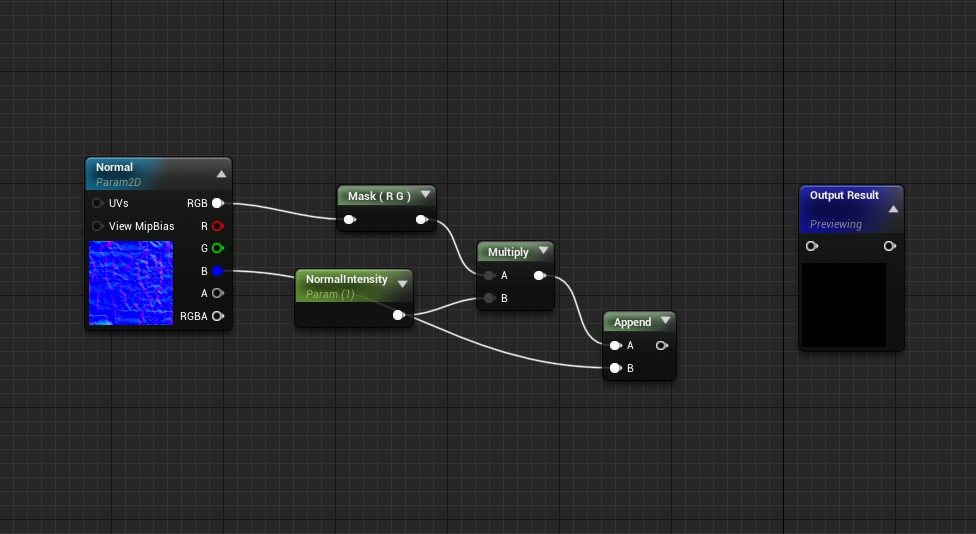 Normal
Param2D
UVs
RGB
View MipBias
R
G
B
A
RGBA
Mask ( R G )
NormalIntensity
Param (1)
Multiply
A
B
Append
A
B
Output Result
Previewing